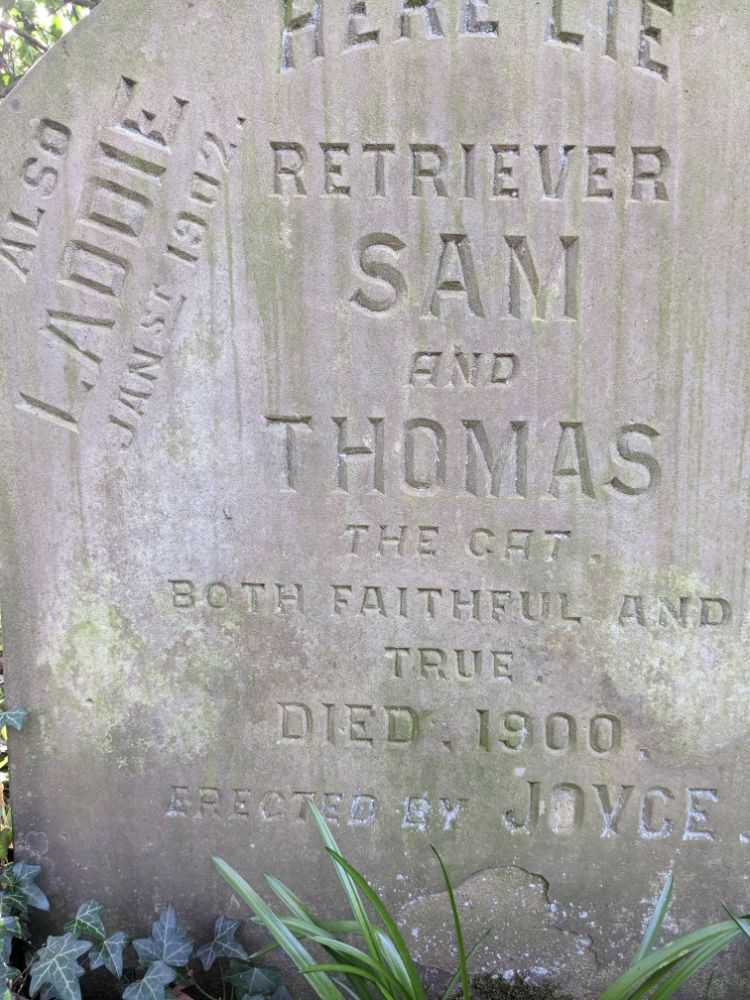 HERE LIE
RETRIEVER
SAM
AND
THOMAS
THE CAT.
BOTH FAITHFUL AND
TRUE.
DIED. 1900.
ERECTED BY JOYCE.
ALSO
LADDIE
JAN 1ST 1902.